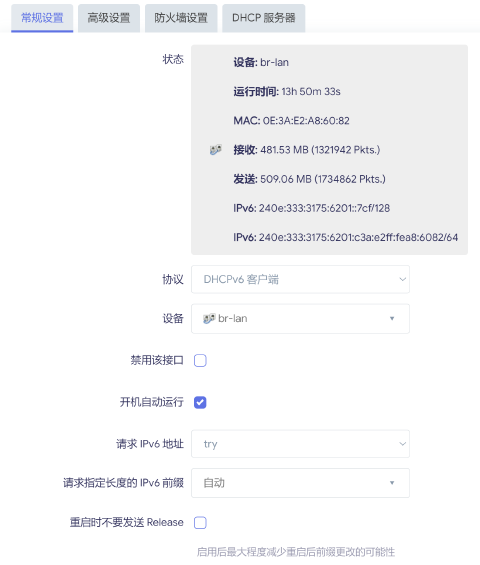 常规设置 高级设置 防火墙设置 DHCP 服务器
状态
设备: br-lan
运行时间: 13h 50m 33s
MAC: 0E:3A:E2:A8:60:82
接收: 481.53 MB (1321942 Pkts.)
发送: 509.06 MB (1734862 Pkts.)
IPv6: 240e:333:3175:6201::7cf/128
IPv6: 240e:333:3175:6201:c3a:e2ff:fea8:6082/64
协议 DHCPv6 客户端
设备 br-lan
禁用该接口
开机自动运行
请求 IPv6 地址 try
请求指定长度的 IPv6 前缀 自动
重启时不要发送 Release
启用后最大程度减少重启后前缀更改的可能性